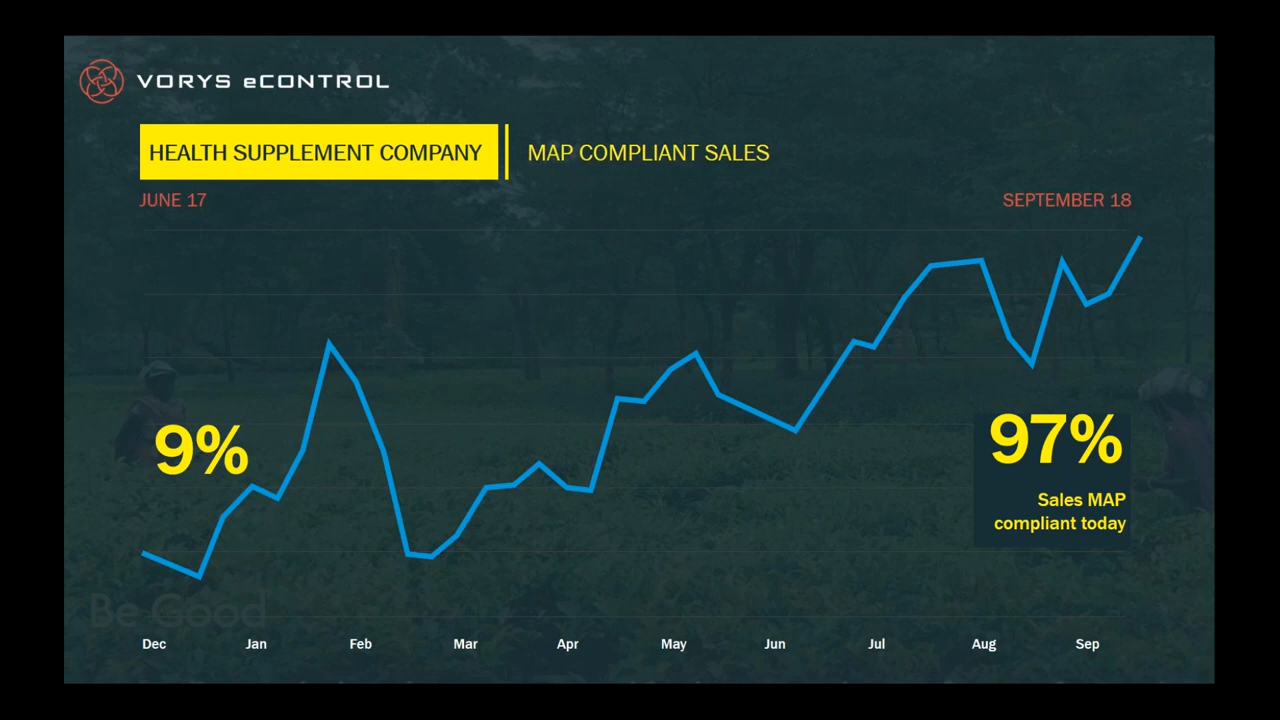 VORYS eCONTROL
HEALTH SUPPLEMENT COMPANY
MAP COMPLIANT SALES
JUNE 17
SEPTEMBER 18
9%
97%
Sales MAP
compliant today
Be Good
Dec Jan Feb Mar Apr May Jun Jul Aug Sep